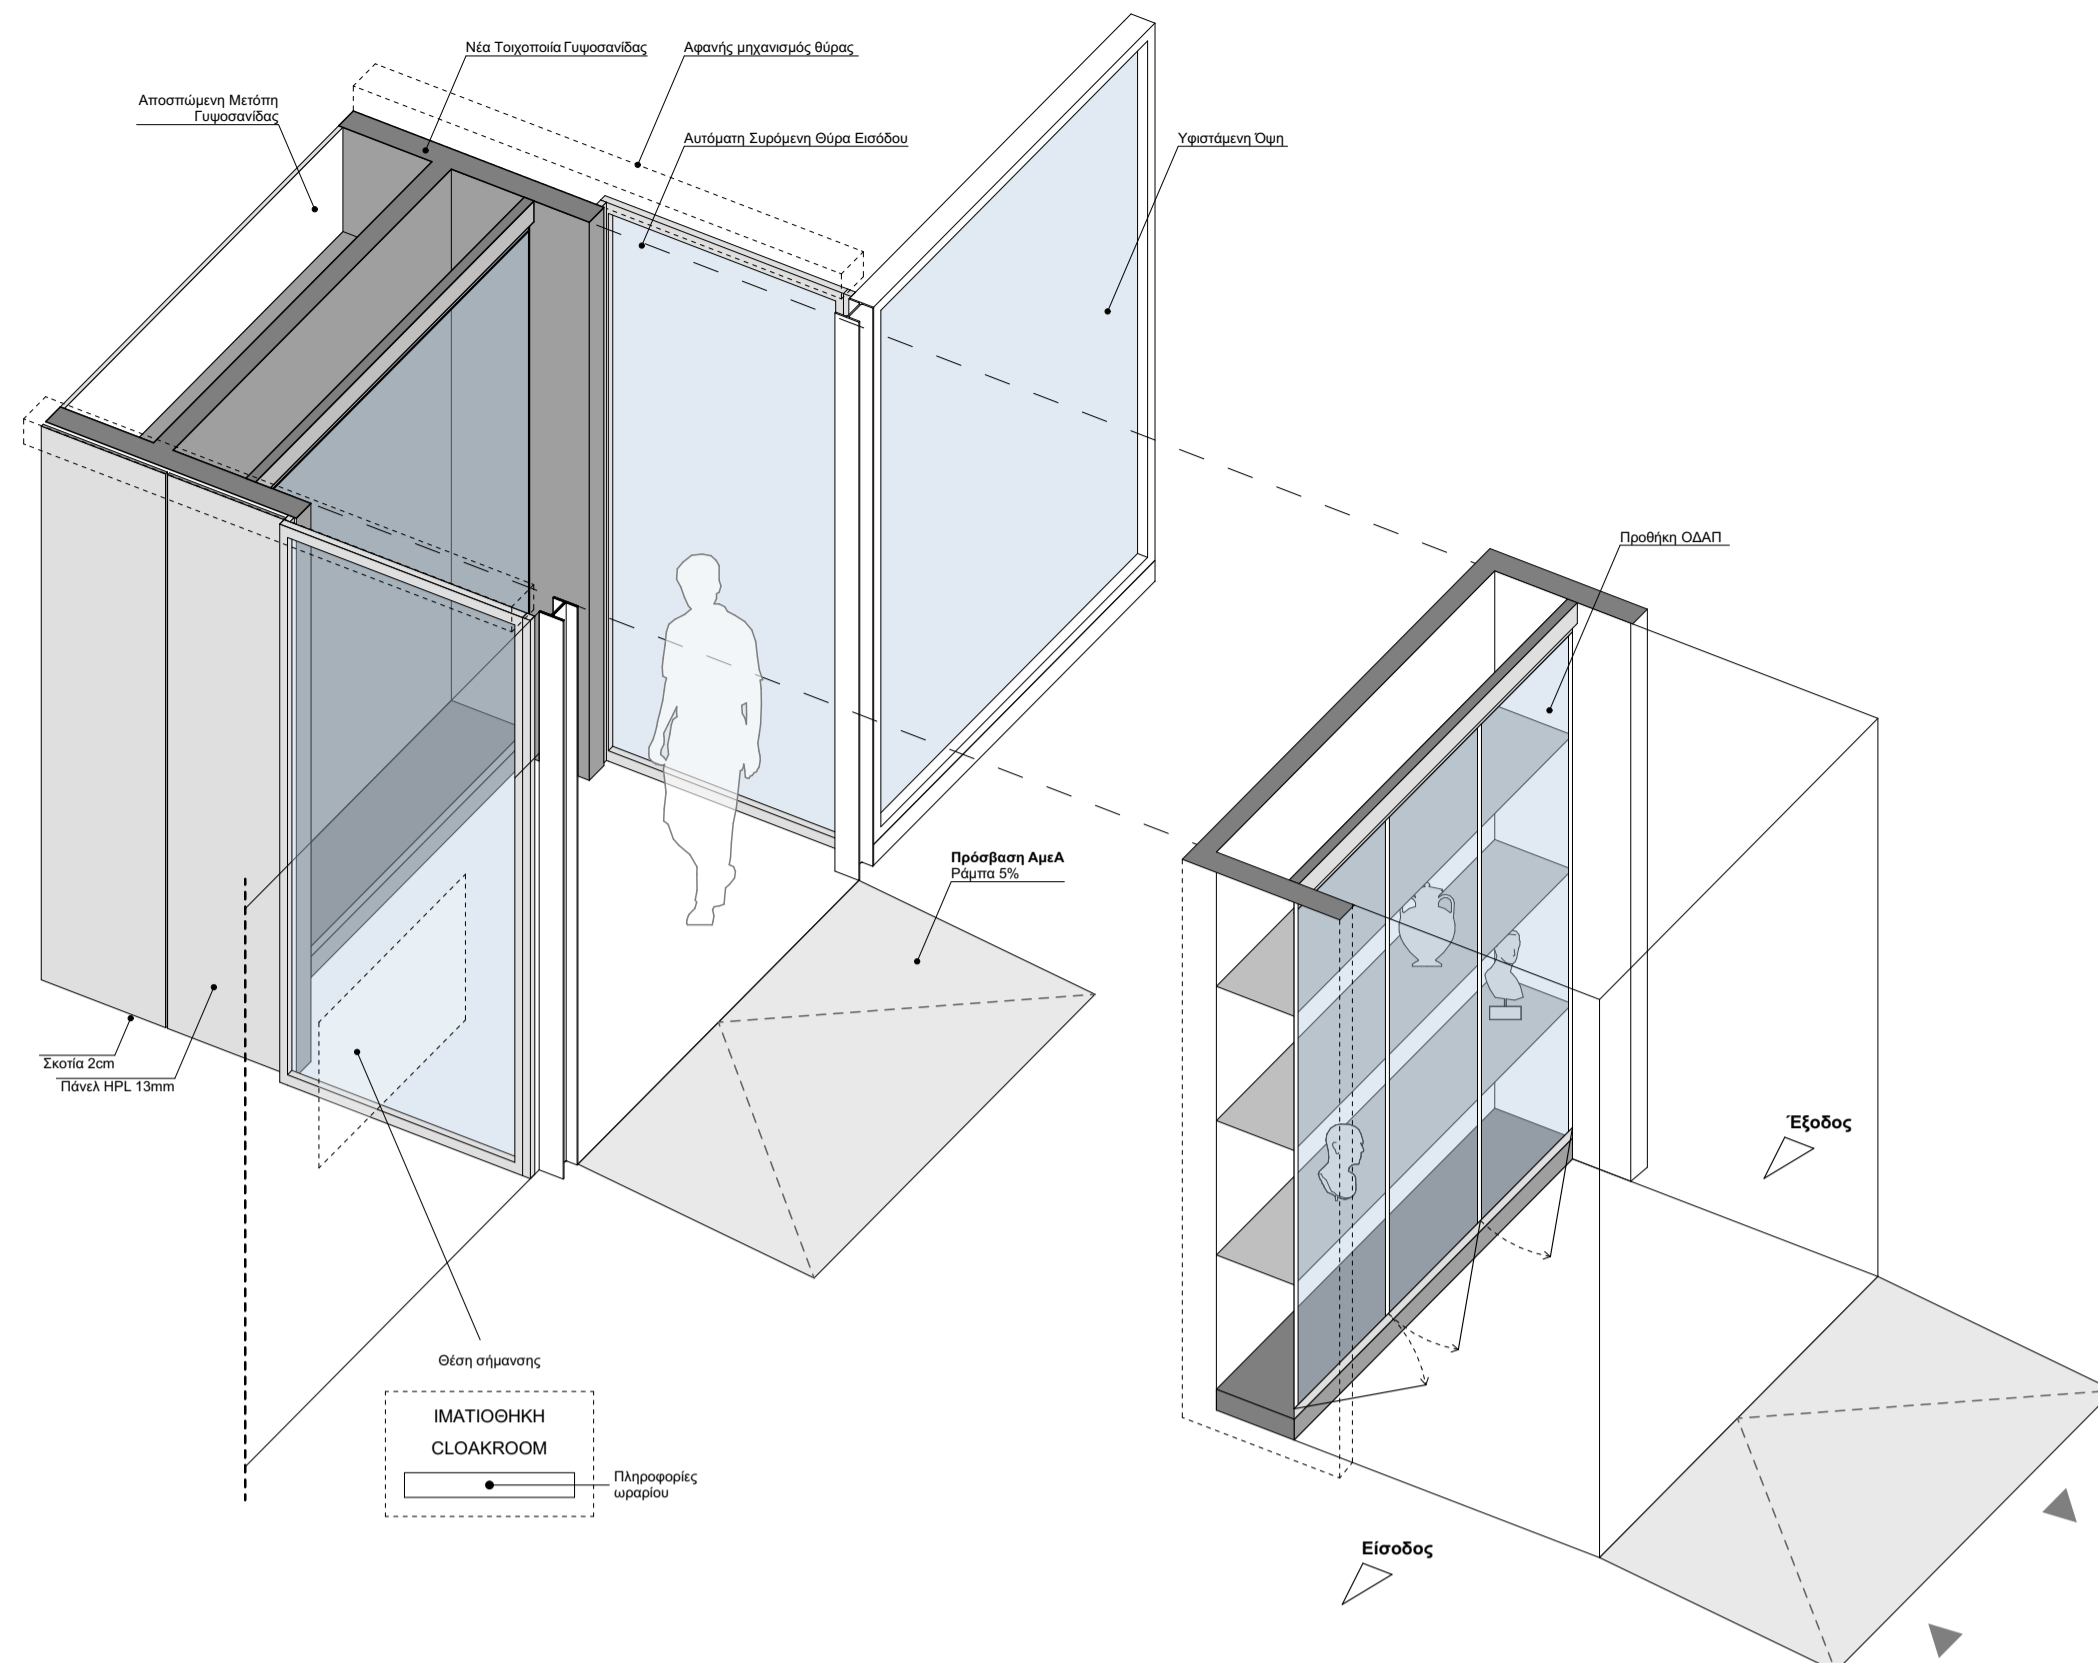 Νέα Τοιχοποιία Γυψοσανίδας
Αφανής μηχανισμός θύρας
Αποσπώμενη Μετόπη
Γυψοσανίδας
Αυτόματη Συρόμενη Θύρα Εισόδου
Υφιστάμενη Όψη
Προθήκη ΟΔΑΠ
Πρόσβαση ΑμεΑ
Ράμπα 5%
Σκοτία 2cm
Πάνελ HPL 13mm
Έξοδος
Θέση σήμανσης
ΙΜΑΤΙΟΘΗΚΗ
CLOAKROOM
Πληροφορίες
ωραρίου
Είσοδος